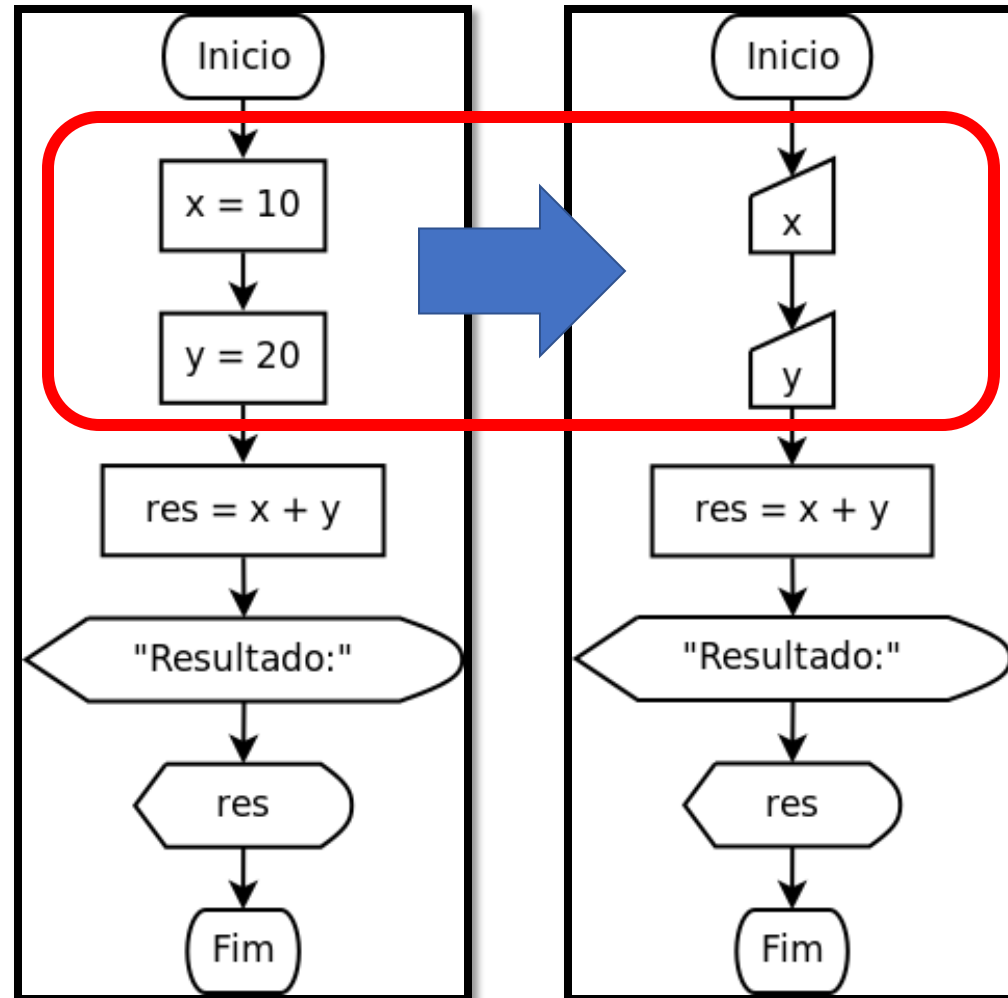 Inicio
x = 10
y = 20
res = x + y
"Resultado:"
res
Fim
Inicio
x
y
res = x + y
"Resultado:"
res
Fim